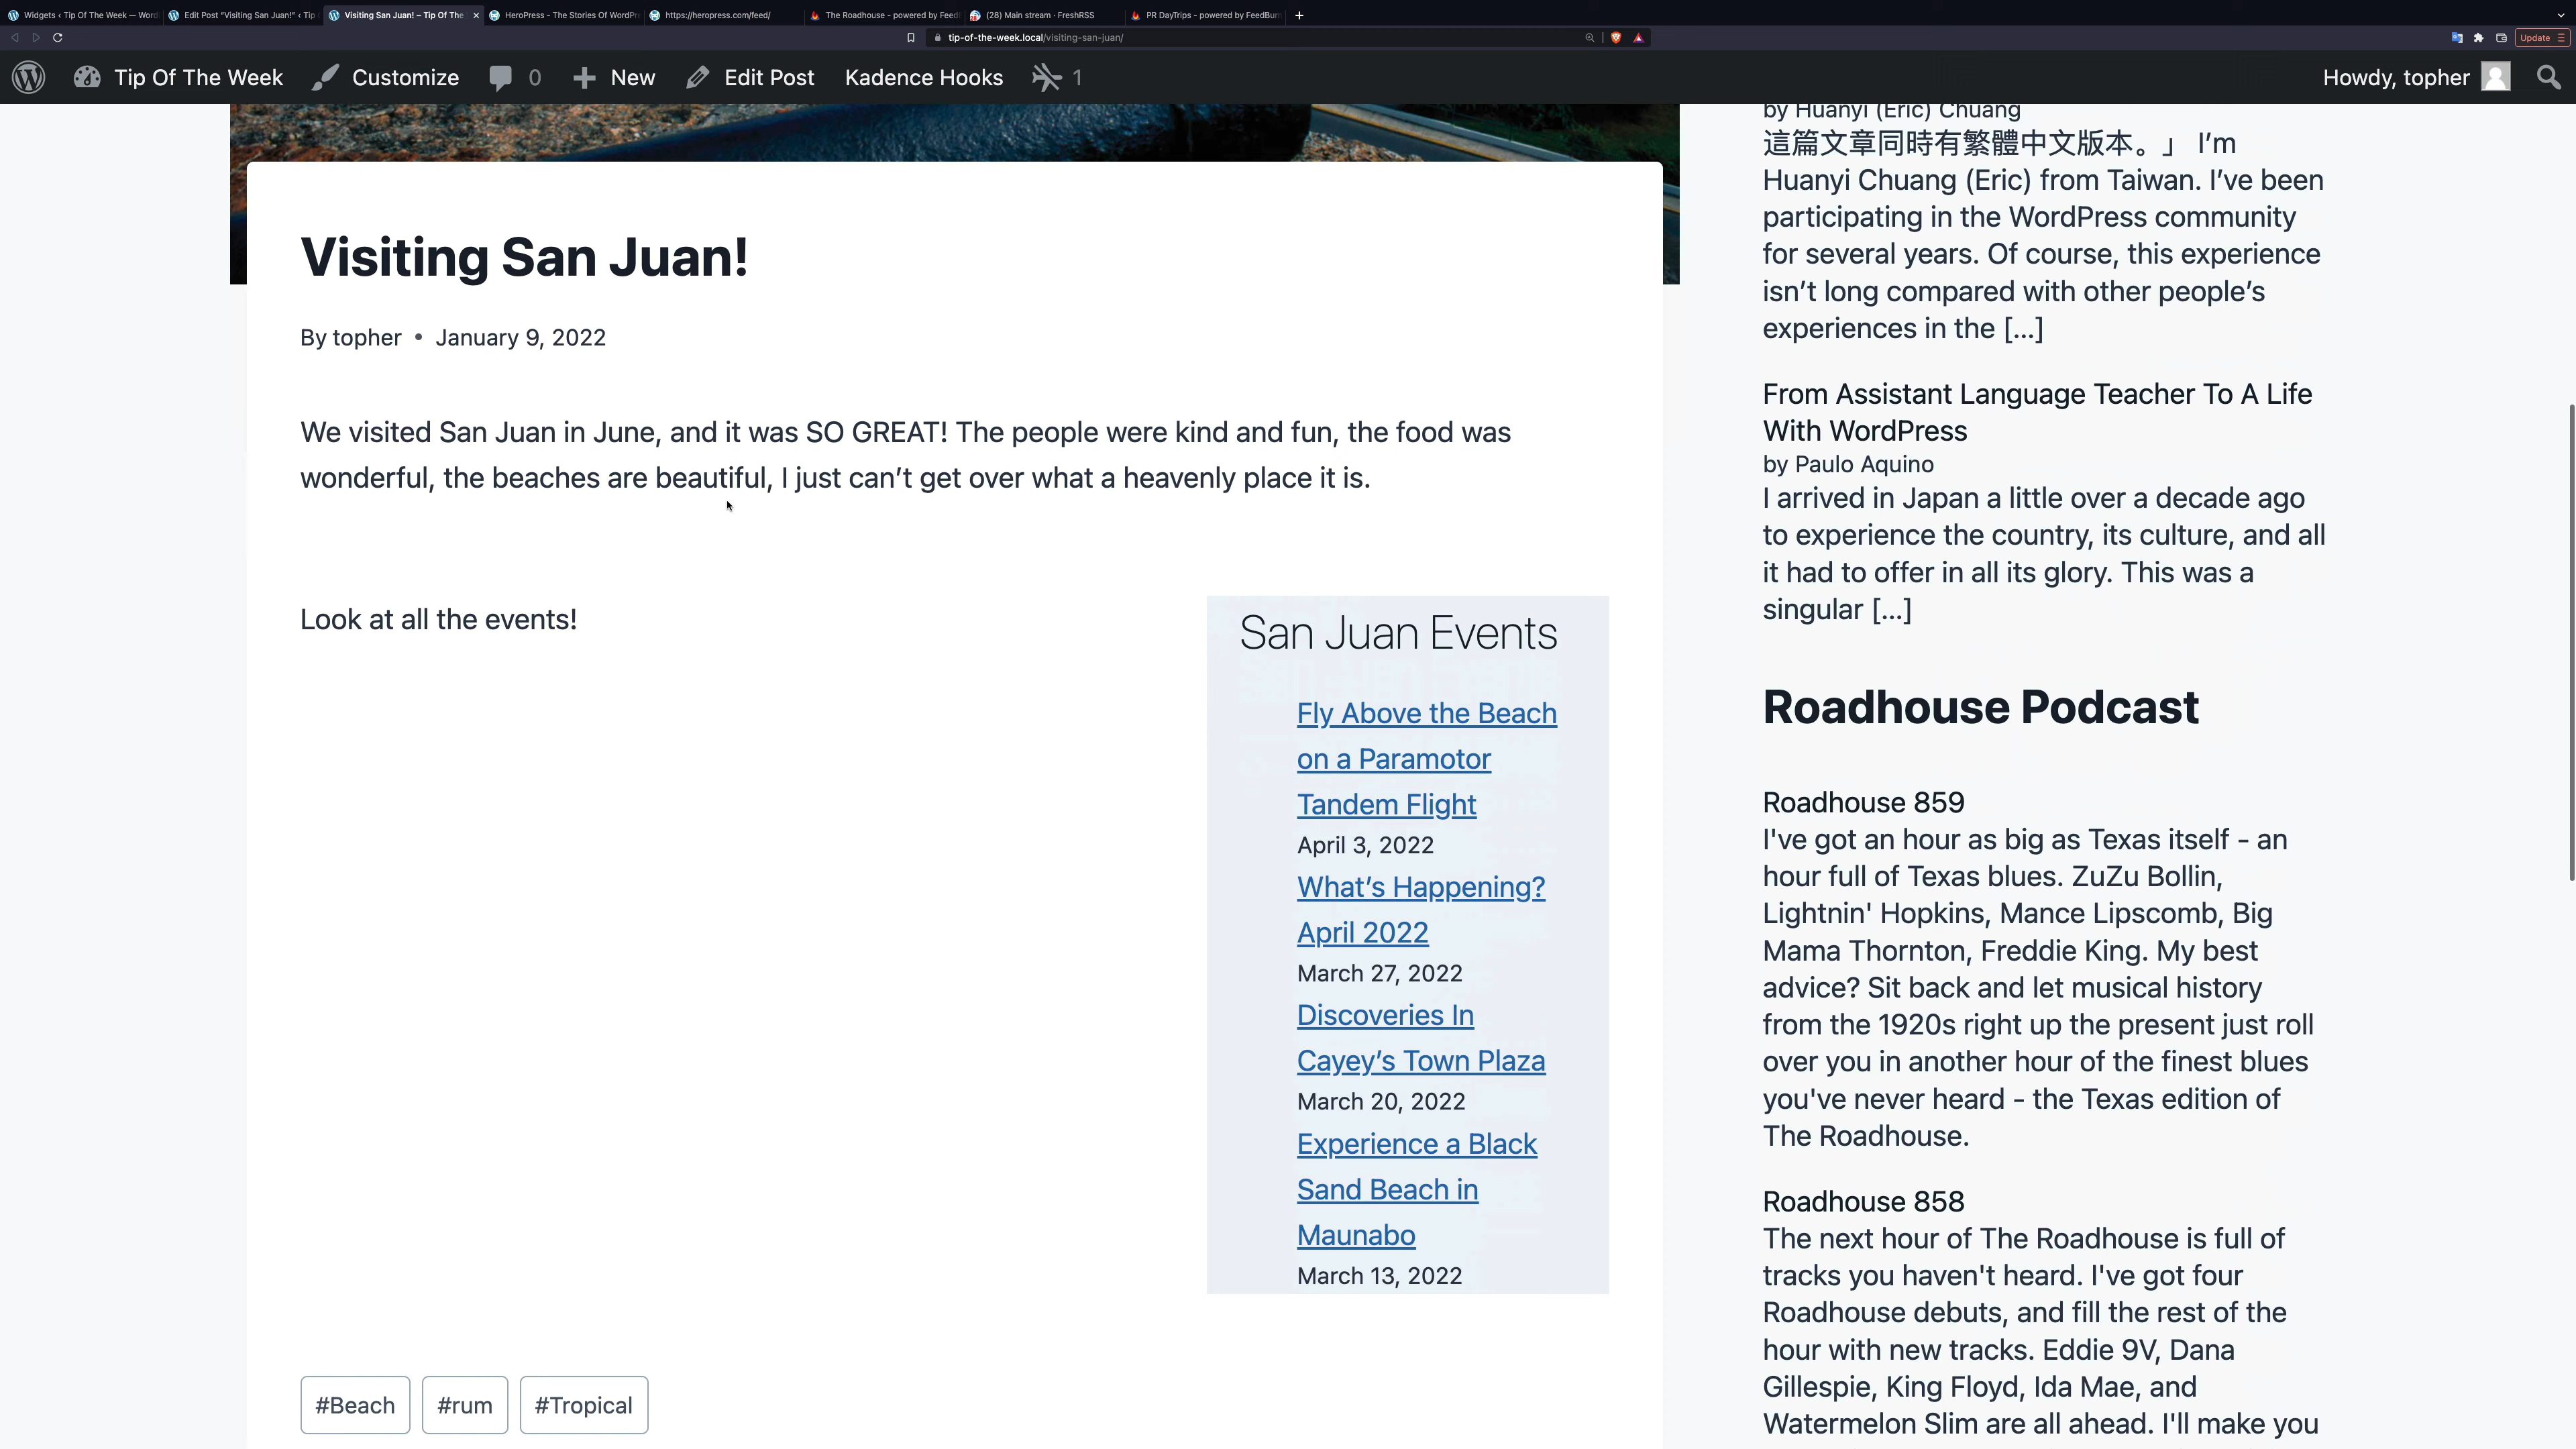 Widgets ‹ Tip Of The Week — Word
Edit Post "Visiting San Juan!" ‹ Tip
Visiting San Juan! – Tip Of The
HeroPress - The Stories Of WordPr
https://heropress.com/feed/
The Roadhouse - powered by Feed
(28) Main stream · FreshRSS
PR DayTrips - powered by FeedBur
tip-of-the-week.local/visiting-san-juan/
Update
Tip Of The Week
Customize
0
New
Edit Post
Kadence Hooks
1
Howdy, topher
Visiting San Juan!
By topher • January 9, 2022
We visited San Juan in June, and it was SO GREAT! The people were kind and fun, the food was
wonderful, the beaches are beautiful, I just can't get over what a heavenly place it is.
Look at all the events!
San Juan Events
Fly Above the Beach
on a Paramotor
Tandem Flight
April 3, 2022
What's Happening?
April 2022
March 27, 2022
Discoveries In
Cayey's Town Plaza
March 20, 2022
Experience a Black
Sand Beach in
Maunabo
March 13, 2022
#Beach
#rum
#Tropical
by Huanyi (Eric) Chuang
這篇文章同時有繁體中文版本。」 I'm
Huanyi Chuang (Eric) from Taiwan. I've been
participating in the WordPress community
for several years. Of course, this experience
isn't long compared with other people's
experiences in the [...]
From Assistant Language Teacher To A Life
With WordPress
by Paulo Aquino
I arrived in Japan a little over a decade ago
to experience the country, its culture, and all
it had to offer in all its glory. This was a
singular [...]
Roadhouse Podcast
Roadhouse 859
I've got an hour as big as Texas itself - an
hour full of Texas blues. ZuZu Bollin,
Lightnin' Hopkins, Mance Lipscomb, Big
Mama Thornton, Freddie King. My best
advice? Sit back and let musical history
from the 1920s right up the present just roll
over you in another hour of the finest blues
you've never heard - the Texas edition of
The Roadhouse.
Roadhouse 858
The next hour of The Roadhouse is full of
tracks you haven't heard. I've got four
Roadhouse debuts, and fill the rest of the
hour with new tracks. Eddie 9V, Dana
Gillespie, King Floyd, Ida Mae, and
Watermelon Slim are all ahead. I'll make you